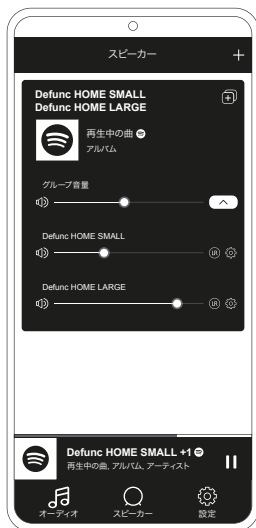 スピーカー
Defunc HOME SMALL
Defunc HOME LARGE
再生中の曲
アルバム
グループ音量
Defunc HOME SMALL
LR
Defunc HOME LARGE
LR
Defunc HOME SMALL +1
再生中の曲, アルバム, アーティスト
オーディオ
スピーカー
設定